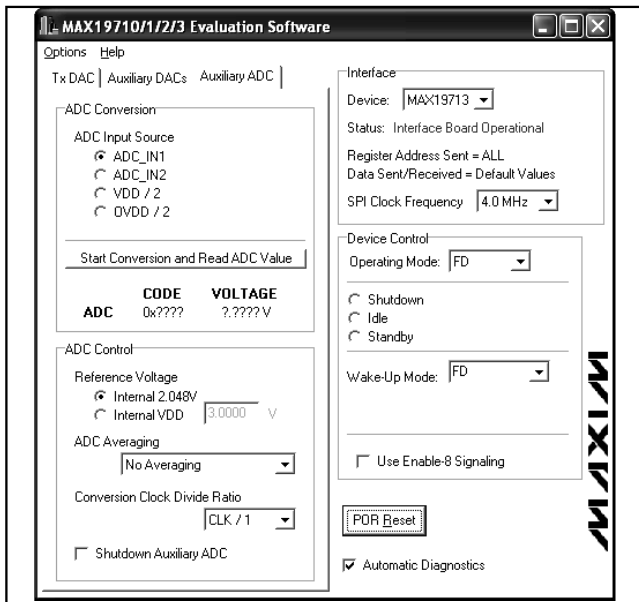 MAX19710/1/2/3 Evaluation Software
Options Help
Tx DAC Auxiliary DACs Auxiliary ADC
ADC Conversion
ADC Input Source
ADC_IN1
ADC_IN2
VDD / 2
OVDD / 2
Start Conversion and Read ADC Value
CODE VOLTAGE
ADC 0x???? ?.???? V
ADC Control
Reference Voltage
Internal 2.048V
Internal VDD 3.0000 V
ADC Averaging
No Averaging
Conversion Clock Divide Ratio
CLK / 1
Shutdown Auxiliary ADC
Interface
Device: MAX19713
Status: Interface Board Operational
Register Address Sent = ALL
Data Sent/Received = Default Values
SPI Clock Frequency 4.0 MHz
Device Control
Operating Mode: FD
Shutdown
Idle
Standby
Wake-Up Mode: FD
Use Enable-8 Signaling
POR Reset
Automatic Diagnostics
MAXIM